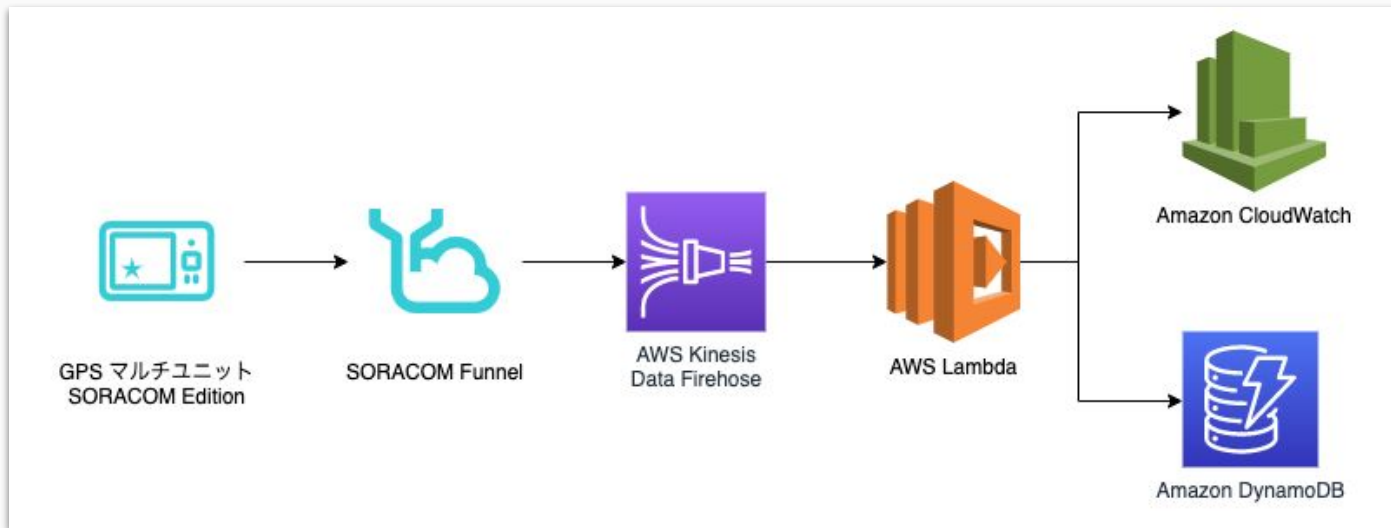 GPS マルチユニット
SORACOM Edition
SORACOM Funnel
AWS Kinesis
Data Firehose
AWS Lambda
Amazon CloudWatch
Amazon DynamoDB